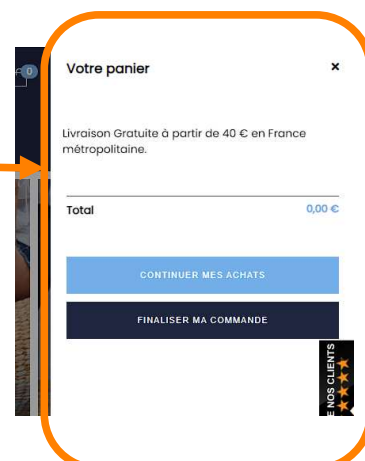 0
Votre panier ×
Livraison Gratuite à partir de 40 € en France
métropolitaine.
Total 0,00 €
CONTINUER MES ACHATS
FINALISER MA COMMANDE
E NOS CLIENTS